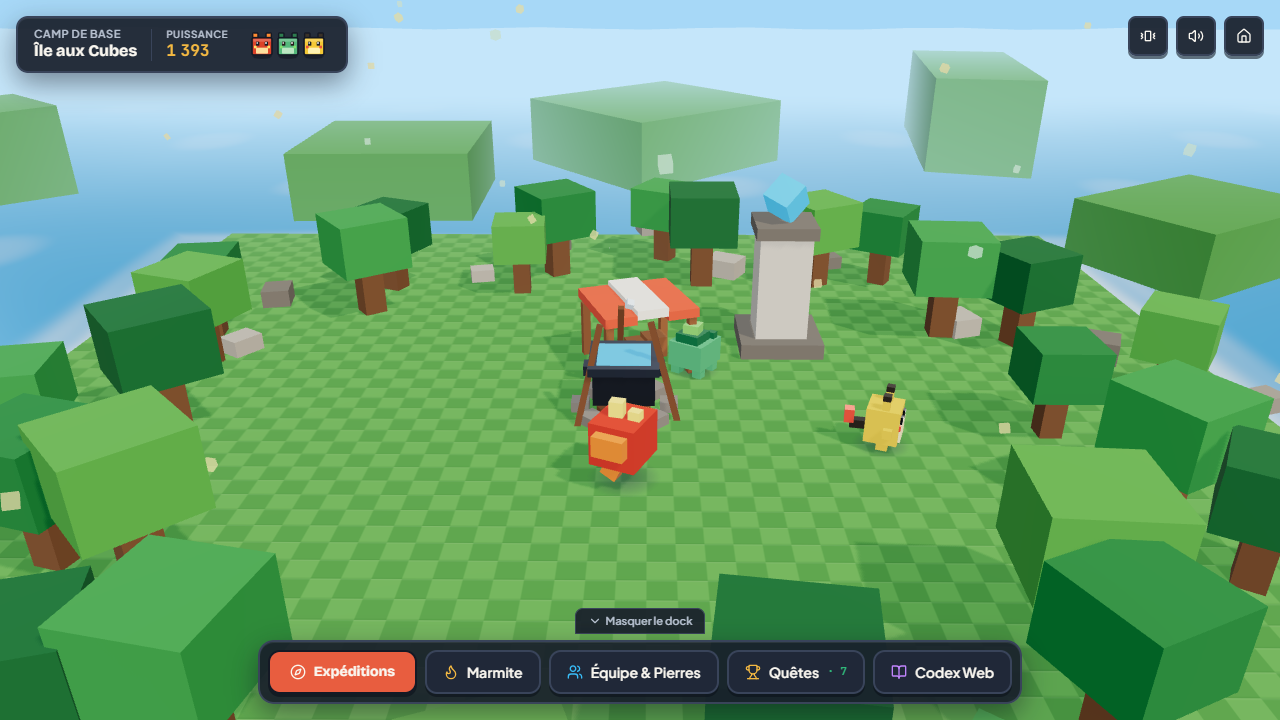 CAMP DE BASE
Île aux Cubes
PUISSANCE
1 393
Masquer le dock
Expéditions
Marmite
Équipe & Pierres
Quêtes · 7
Codex Web